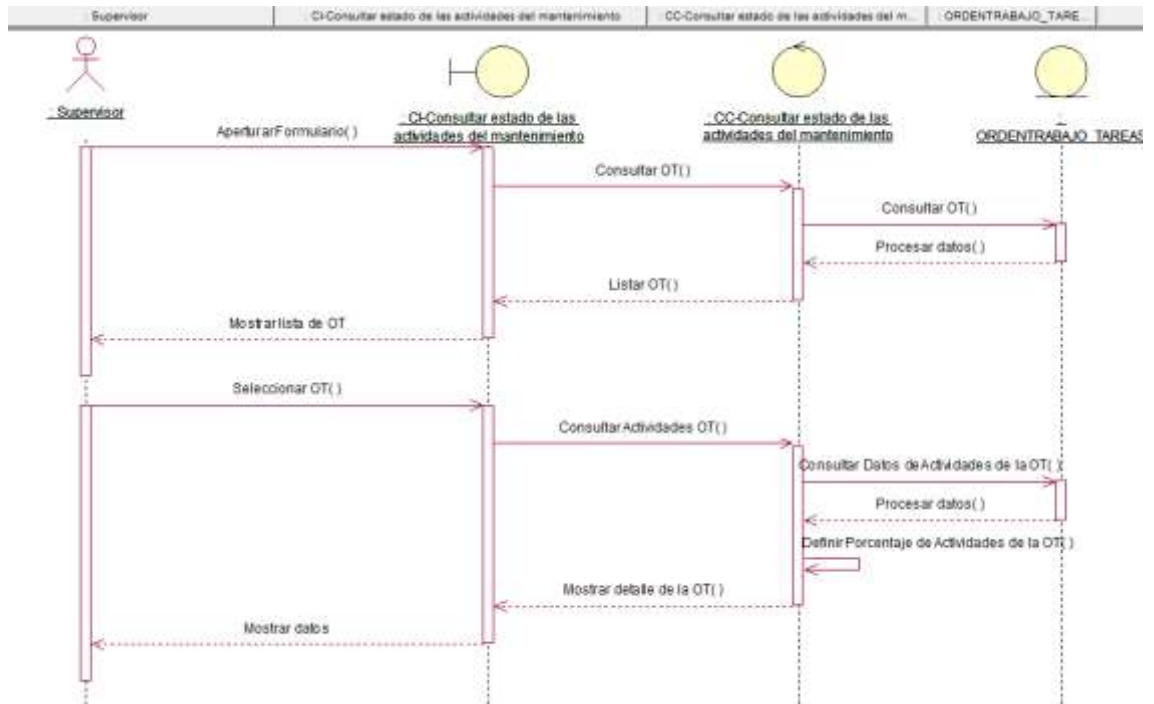 : Supervisor
CI-Consultar estado de las actividades del mantenimiento
CC-Consultar estado de las actividades del m...
ORDENTRABAJO_TARE...
: Supervisor
: CI-Consultar estado de las
actividades del mantenimiento
: CC-Consultar estado de las
actividades del mantenimiento
:
ORDENTRABAJO_TAREAS
AperturarFormulario( )
Consultar OT( )
Consultar OT( )
Procesar datos( )
Listar OT( )
Mostrar lista de OT
Seleccionar OT( )
Consultar Actividades OT( )
Consultar Datos de Actividades de la OT( )
Procesar datos( )
Definir Porcentaje de Actividades de la OT( )
Mostrar detalle de la OT( )
Mostrar datos